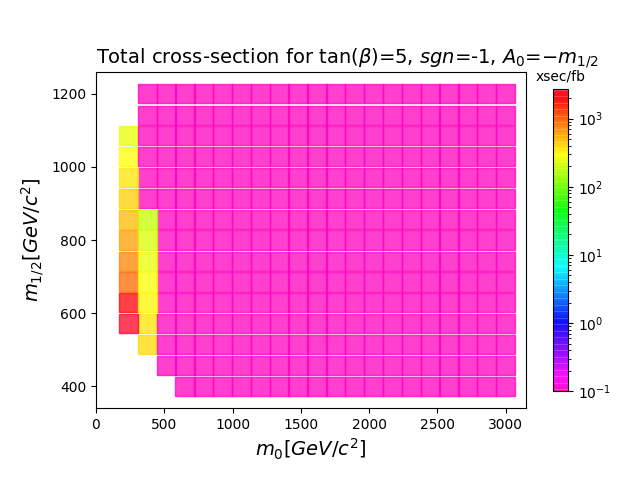 Total cross-section for tan(β)=5, sgn=-1, A₀=−m₁/₂
xsec/fb
10³
10²
10¹
10⁰
10⁻¹
m₁/₂[GeV/c²]
1200
1000
800
600
400
0 500 1000 1500 2000 2500 3000
m₀[GeV/c²]